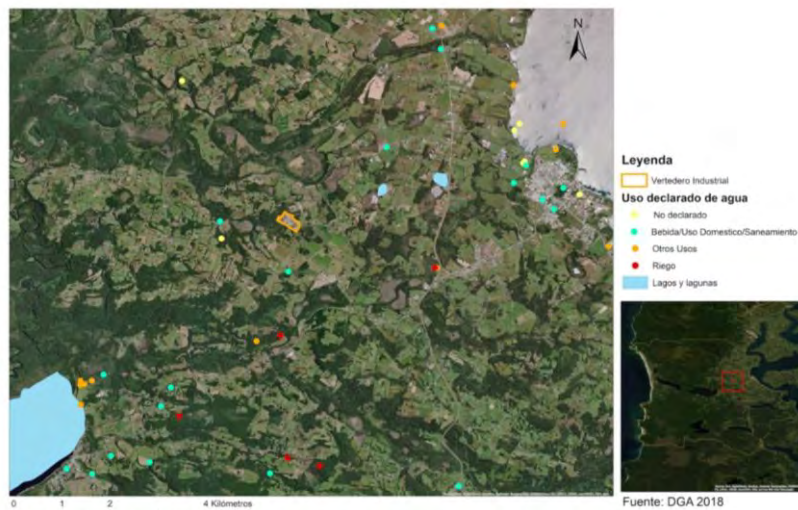 N
Leyenda
Vertedero Industrial
Uso declarado de agua
No declarado
Bebida/Uso Domestico/Saneamiento
Otros Usos
Riego
Lagos y lagunas
0 1 2 4 Kilómetros
Fuente: DGA 2018